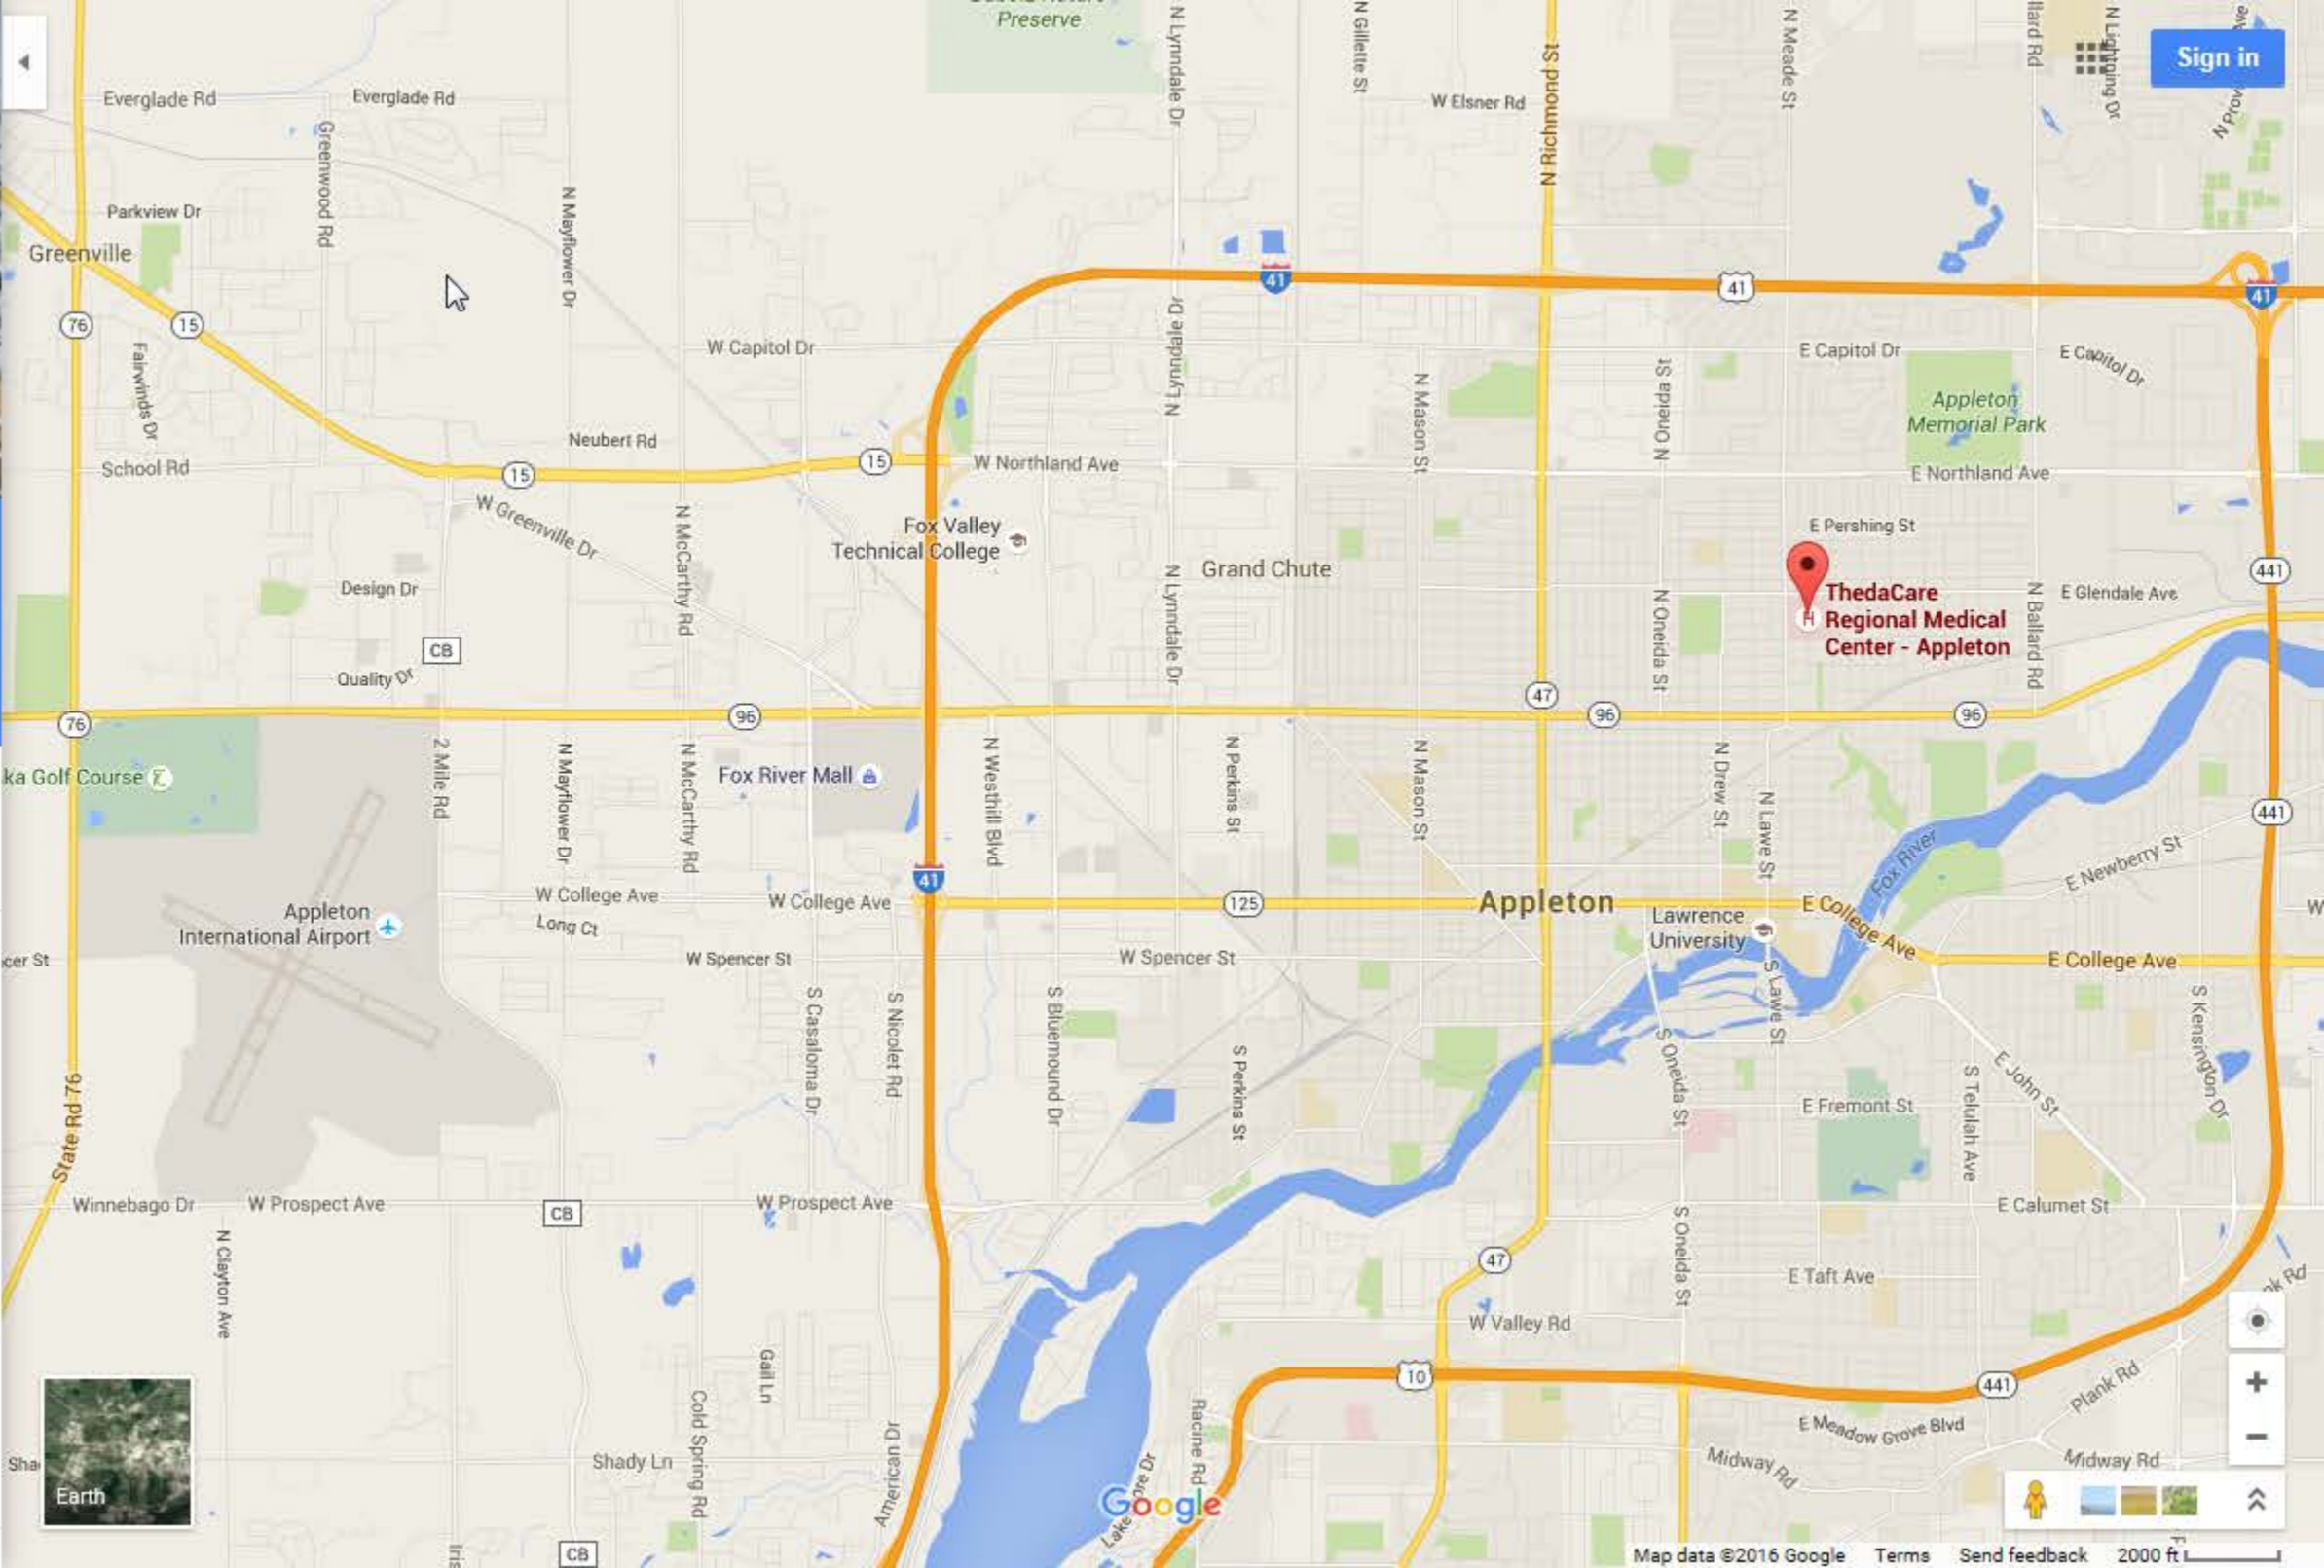 Preserve
N Lynndale Dr
N Gillette St
N Richmond St
N Meade St
N Lightning Dr
Sign in
Everglade Rd
Everglade Rd
W Elsner Rd
Greenwood Rd
Parkview Dr
N Mayflower Dr
Greenville
41
41
41
76
15
Fairwinds Dr
W Capitol Dr
N Lynndale Dr
E Capitol Dr
E Capitol Dr
N Mason St
N Oneida St
Appleton
Memorial Park
Neubert Rd
School Rd
15
15
W Northland Ave
E Northland Ave
W Greenville Dr
N McCarthy Rd
Fox Valley
Technical College
E Pershing St
Grand Chute
N Lynndale Dr
441
Design Dr
N Oneida St
H
ThedaCare
Regional Medical
Center - Appleton
N Ballard Rd
E Glendale Ave
CB
Quality Dr
47
76
96
96
96
2 Mile Rd
N Mayflower Dr
N McCarthy Rd
Fox River Mall
N Westhill Blvd
N Perkins St
N Mason St
N Drew St
N Lawe St
ka Golf Course
441
Fox River
E Newberry St
41
W College Ave
W College Ave
125
Appleton
E College Ave
Long Ct
Appleton
International Airport
Lawrence
University
W
cer St
W Spencer St
W Spencer St
E College Ave
S Lawe St
S Casaloma Dr
S Nicolet Rd
S Bluemound Dr
S Perkins St
S Oneida St
E John St
S Kensington Dr
State Rd 76
E Fremont St
S Telulah Ave
Winnebago Dr
W Prospect Ave
CB
W Prospect Ave
E Calumet St
N Clayton Ave
S Oneida St
47
E Taft Ave
W Valley Rd
Gail Ln
10
441
Plank Rd
Cold Spring Rd
American Dr
Racine Rd
E Meadow Grove Blvd
Shady Ln
Midway Rd
Midway Rd
Earth
Google
CB
Map data ©2016 Google
Terms
Send feedback
2000 ft